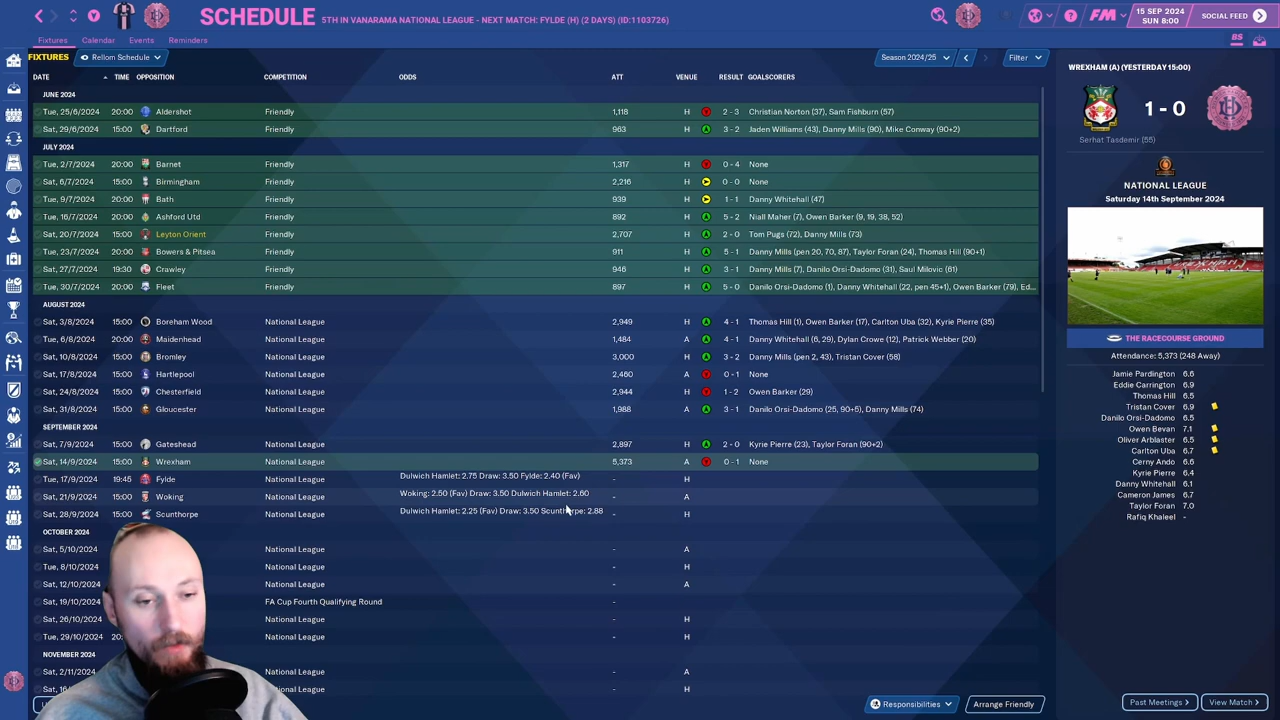 SCHEDULE
5TH IN VANARAMA NATIONAL LEAGUE - NEXT MATCH: FYLDE (H) (2 DAYS) (ID:1103726)
FM
15 SEP 2024
SUN 8:00
SOCIAL FEED
Fixtures Calendar Events Reminders
BS
FIXTURES Rellom Schedule Season 2024/25 Filter
DATE TIME OPPOSITION COMPETITION ODDS ATT VENUE RESULT GOALSCORERS
JUNE 2024
Tue, 25/6/2024 20:00 Aldershot Friendly 1,118 H 2 - 3 Christian Norton (37), Sam Fishburn (57)
Sat, 29/6/2024 15:00 Dartford Friendly 963 H 3 - 2 Jaden Williams (43), Danny Mills (90), Mike Conway (90+2)
JULY 2024
Tue, 2/7/2024 20:00 Barnet Friendly 1,317 H 0 - 4 None
Sat, 6/7/2024 15:00 Birmingham Friendly 2,216 H 0 - 0 None
Tue, 9/7/2024 20:00 Bath Friendly 939 H 1 - 1 Danny Whitehall (47)
Tue, 16/7/2024 20:00 Ashford Utd Friendly 892 H 5 - 2 Niall Maher (7), Owen Barker (9, 19, 38, 52)
Sat, 20/7/2024 15:00 Leyton Orient Friendly 2,707 H 2 - 0 Tom Pugs (72), Danny Mills (73)
Tue, 23/7/2024 20:00 Bowers & Pitsea Friendly 911 H 5 - 1 Danny Mills (pen 20, 70, 87), Taylor Foran (24), Thomas Hill (90+1)
Sat, 27/7/2024 19:30 Crawley Friendly 946 H 3 - 1 Danny Mills (7), Danilo Orsi-Dadomo (31), Saul Milovic (61)
Tue, 30/7/2024 20:00 Fleet Friendly 897 H 5 - 0 Danilo Orsi-Dadomo (1), Danny Whitehall (22, pen 45+1), Owen Barker (79), Ed...
AUGUST 2024
Sat, 3/8/2024 15:00 Boreham Wood National League 2,949 H 4 - 1 Thomas Hill (1), Owen Barker (17), Carlton Uba (32), Kyrie Pierre (35)
Tue, 6/8/2024 20:00 Maidenhead National League 1,484 A 4 - 1 Danny Whitehall (6, 29), Dylan Crowe (12), Patrick Webber (20)
Sat, 10/8/2024 15:00 Bromley National League 3,000 H 3 - 2 Danny Mills (pen 2, 43), Tristan Cover (58)
Sat, 17/8/2024 15:00 Hartlepool National League 2,460 A 0 - 1 None
Sat, 24/8/2024 15:00 Chesterfield National League 2,944 H 1 - 2 Owen Barker (29)
Sat, 31/8/2024 15:00 Gloucester National League 1,988 A 3 - 1 Danilo Orsi-Dadomo (25, 90+5), Danny Mills (74)
SEPTEMBER 2024
Sat, 7/9/2024 15:00 Gateshead National League 2,897 H 2 - 0 Kyrie Pierre (23), Taylor Foran (90+2)
Sat, 14/9/2024 15:00 Wrexham National League 5,373 A 0 - 1 None
Tue, 17/9/2024 19:45 Fylde National League Dulwich Hamlet: 2.75 Draw: 3.50 Fylde: 2.40 (Fav) - H
Sat, 21/9/2024 15:00 Woking National League Woking: 2.50 (Fav) Draw: 3.50 Dulwich Hamlet: 2.60 - A
Sat, 28/9/2024 15:00 Scunthorpe National League Dulwich Hamlet: 2.25 (Fav) Draw: 3.50 Scunthorpe: 2.88 - H
OCTOBER 2024
Sat, 5/10/2024 National League - A
Tue, 8/10/2024 National League - H
Sat, 12/10/2024 National League - A
Sat, 19/10/2024 FA Cup Fourth Qualifying Round -
Sat, 26/10/2024 National League - H
Tue, 29/10/2024 20: National League - H
NOVEMBER 2024
Sat, 2/11/2024 National League - A
Sat, National League - H
Responsibilities Arrange Friendly
WREXHAM (A) (YESTERDAY 15:00)
1 - 0
Serhat Tasdemir (55)
NATIONAL LEAGUE
Saturday 14th September 2024
THE RACECOURSE GROUND
Attendance: 5,373 (248 Away)
Jamie Pardington 6.6
Eddie Carrington 6.9
Thomas Hill 6.5
Tristan Cover 6.9
Danilo Orsi-Dadomo 6.5
Owen Bevan 7.1
Oliver Arblaster 6.5
Carlton Uba 6.7
Cerny Ando 6.6
Kyrie Pierre 6.4
Danny Whitehall 6.1
Cameron James 6.7
Taylor Foran 7.0
Rafiq Khaleel -
Past Meetings > View Match >